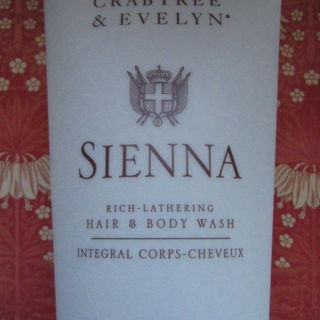 CRABTREE
& EVELYN®
SIENNA
RICH-LATHERING
HAIR & BODY WASH
INTEGRAL CORPS-CHEVEUX